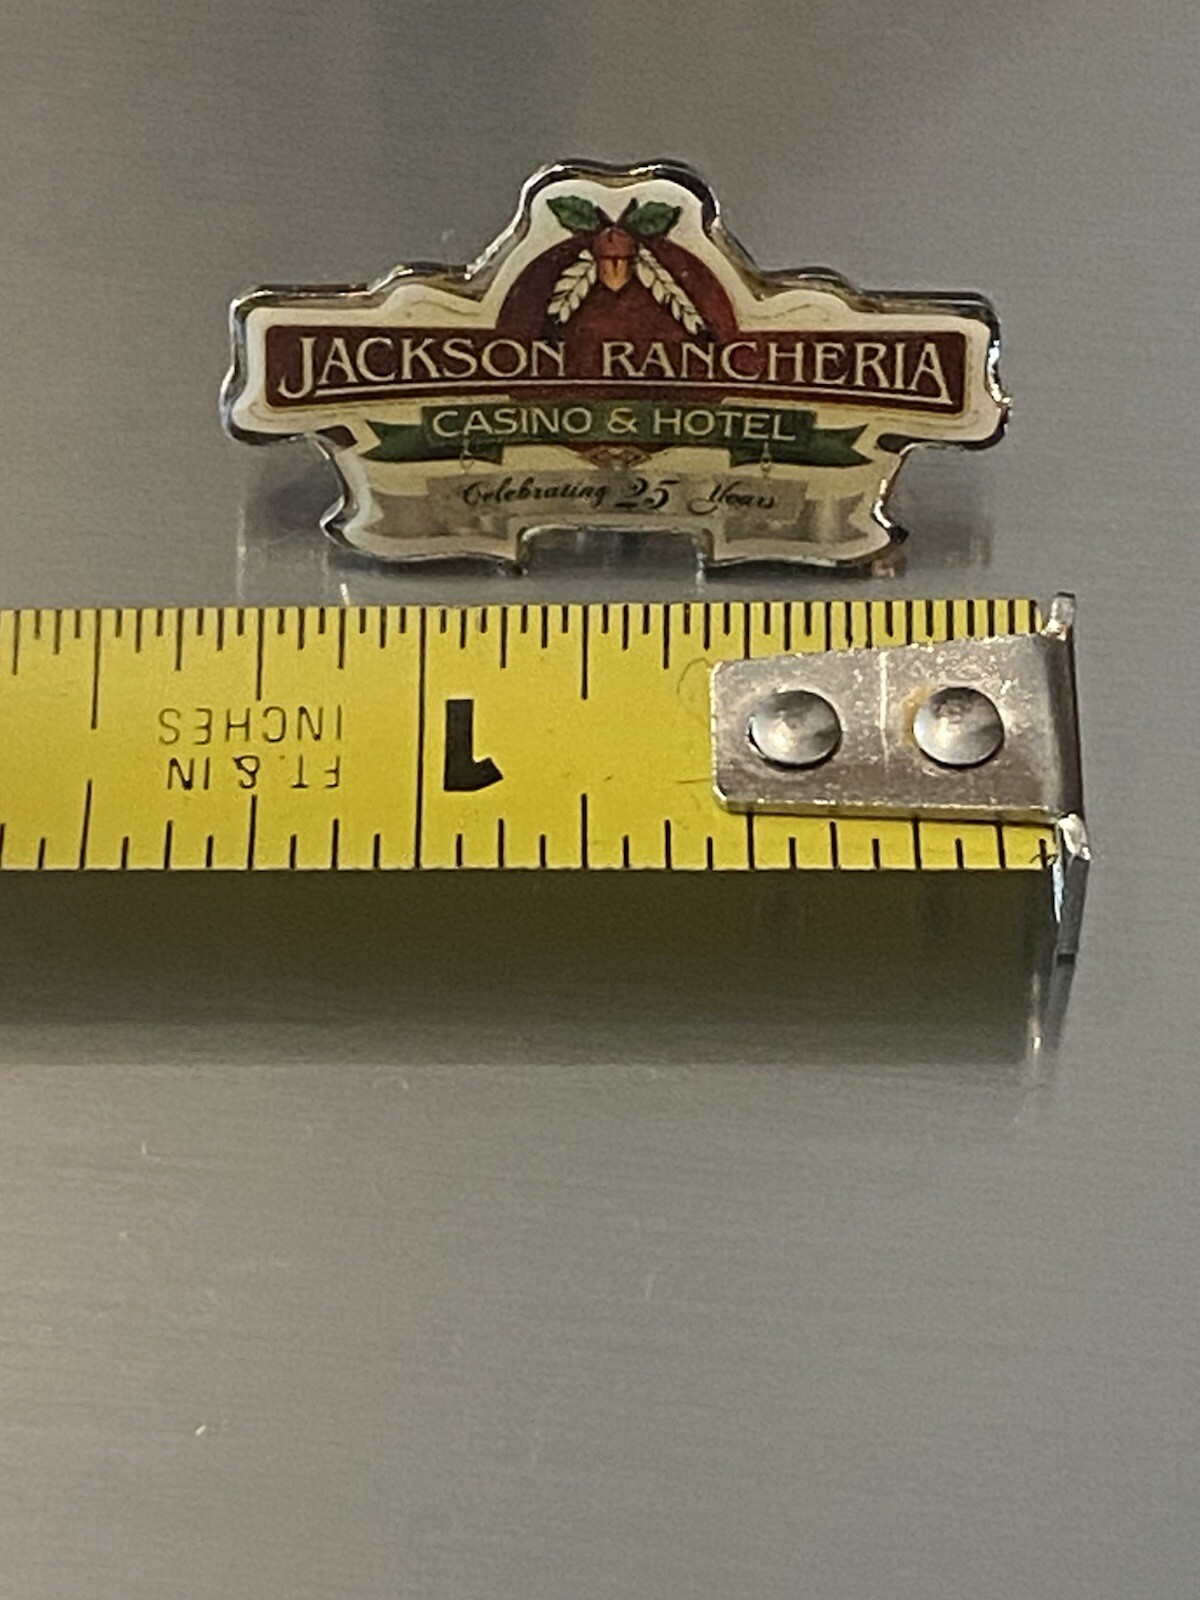 JACKSON RANCHERIA
CASINO & HOTEL
Celebrating 25 Years
1
INCHES
FT. & IN